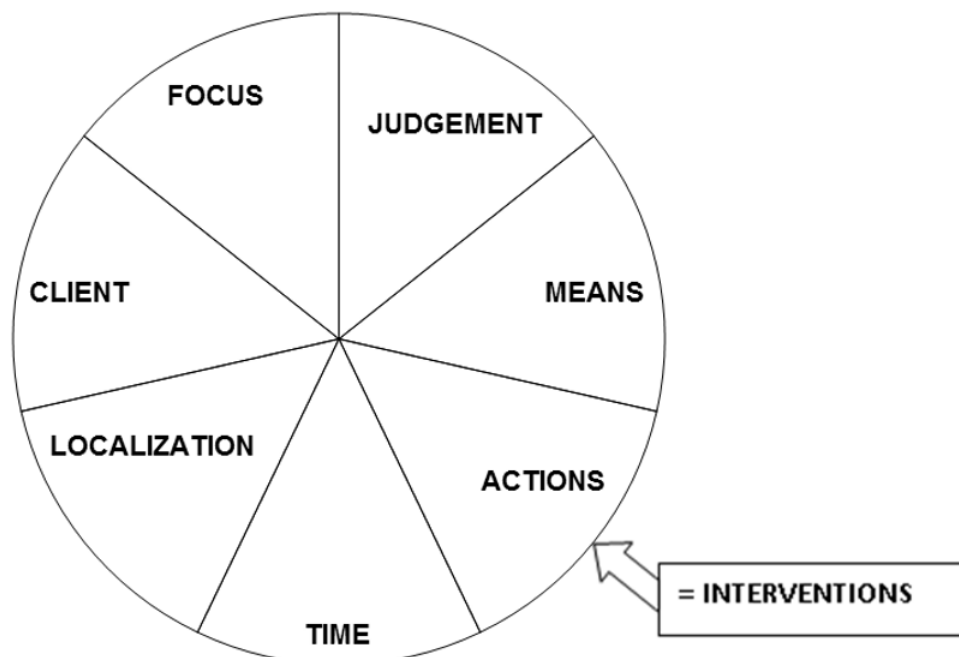 FOCUS
JUDGEMENT
CLIENT
MEANS
LOCALIZATION
ACTIONS
= INTERVENTIONS
TIME